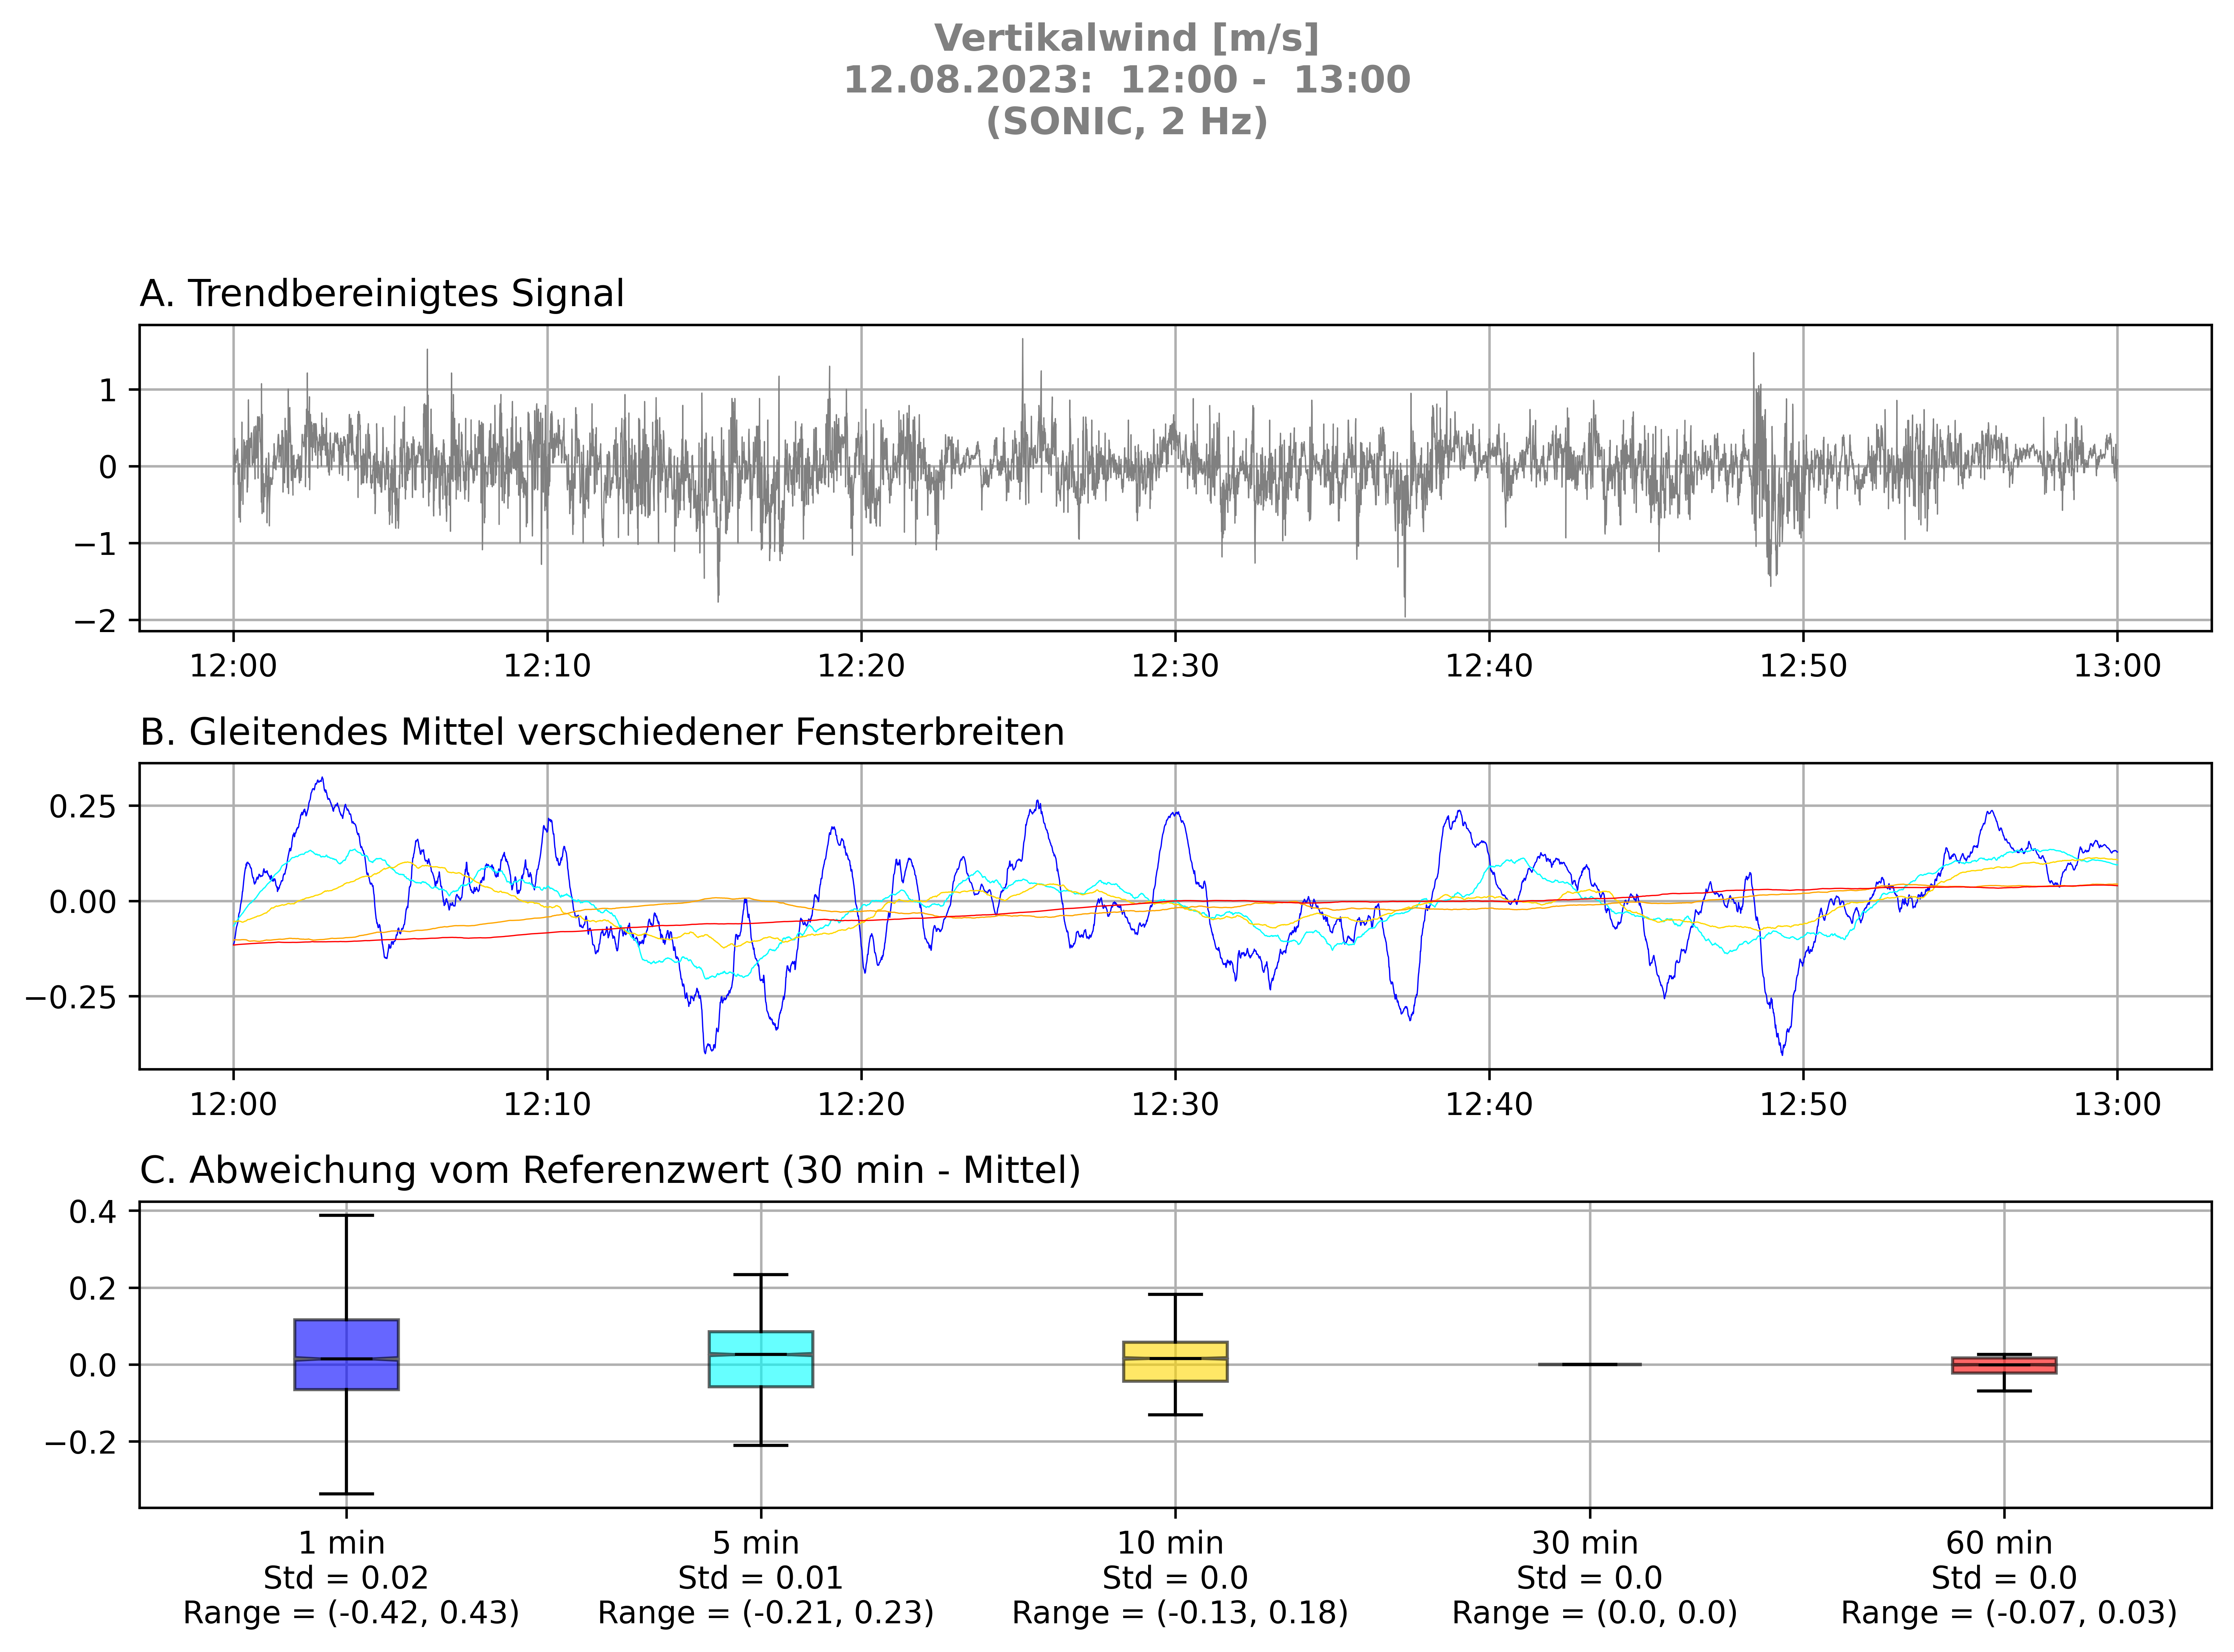 Vertikalwind [m/s]
12.08.2023:  12:00 -  13:00
(SONIC, 2 Hz)
A. Trendbereinigtes Signal
1
0
−1
−2
12:00 12:10 12:20 12:30 12:40 12:50 13:00
B. Gleitendes Mittel verschiedener Fensterbreiten
0.25
0.00
−0.25
12:00 12:10 12:20 12:30 12:40 12:50 13:00
C. Abweichung vom Referenzwert (30 min - Mittel)
0.4
0.2
0.0
−0.2
1 min 5 min 10 min 30 min 60 min
Std = 0.02 Std = 0.01 Std = 0.0 Std = 0.0 Std = 0.0
Range = (-0.42, 0.43) Range = (-0.21, 0.23) Range = (-0.13, 0.18) Range = (0.0, 0.0) Range = (-0.07, 0.03)